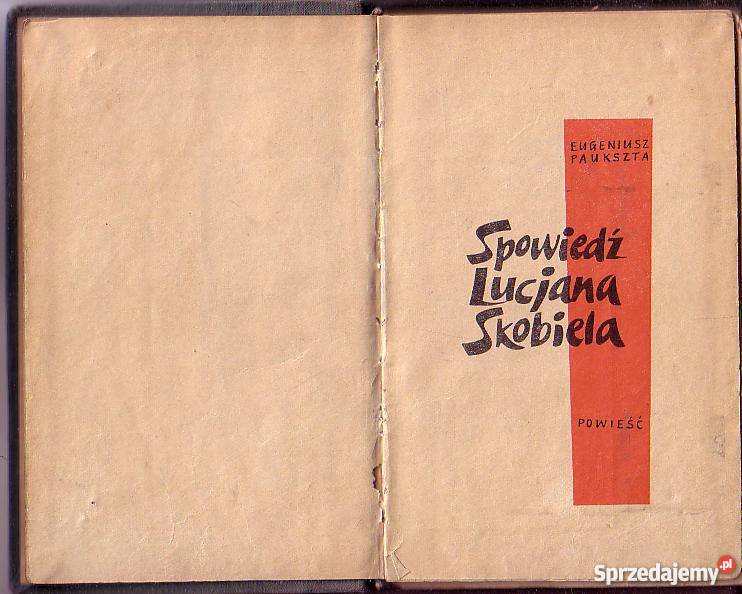 EUGENIUSZ
PAUKSZTA
Spowiedź
Lucjana
Skobiela
POWIEŚĆ
Sprzedajemy.pl